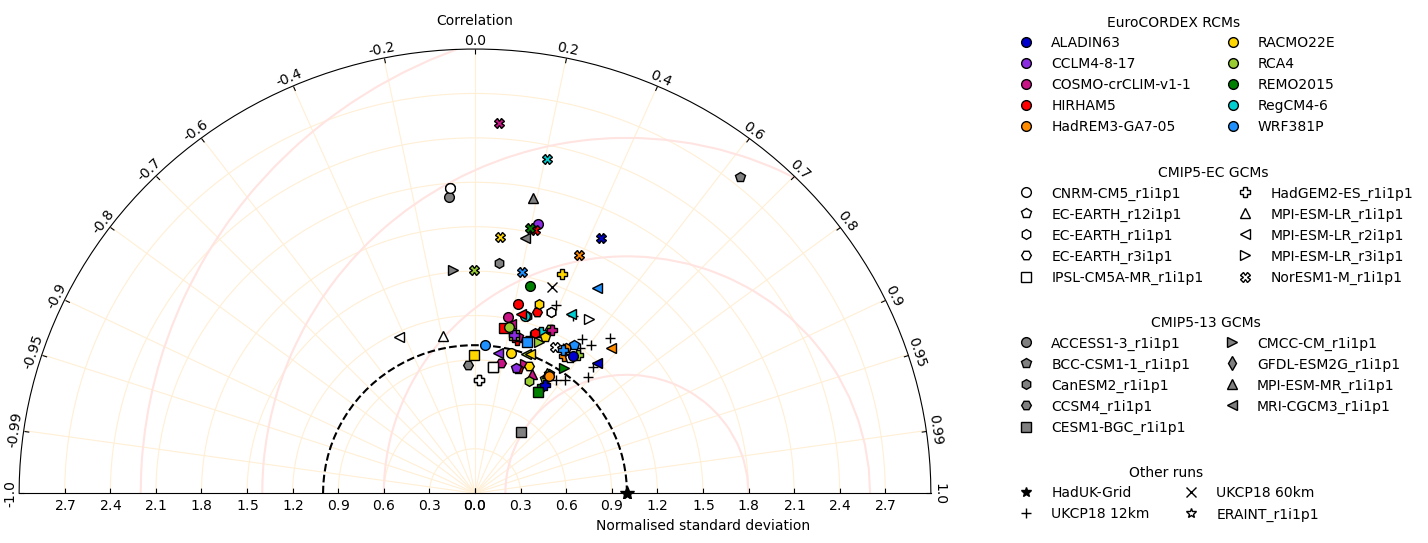 Correlation
-1.0
-0.99
-0.95
-0.9
-0.8
-0.7
-0.6
-0.4
-0.2
0.0
0.2
0.4
0.6
0.7
0.8
0.9
0.95
0.99
1.0
2.7 2.4 2.1 1.8 1.5 1.2 0.9 0.6 0.3 0.0 0.3 0.6 0.9 1.2 1.5 1.8 2.1 2.4 2.7
Normalised standard deviation
EuroCORDEX RCMs
ALADIN63
CCLM4-8-17
COSMO-crCLIM-v1-1
HIRHAM5
HadREM3-GA7-05
RACMO22E
RCA4
REMO2015
RegCM4-6
WRF381P
CMIP5-EC GCMs
CNRM-CM5_r1i1p1
EC-EARTH_r12i1p1
EC-EARTH_r1i1p1
EC-EARTH_r3i1p1
IPSL-CM5A-MR_r1i1p1
HadGEM2-ES_r1i1p1
MPI-ESM-LR_r1i1p1
MPI-ESM-LR_r2i1p1
MPI-ESM-LR_r3i1p1
NorESM1-M_r1i1p1
CMIP5-13 GCMs
ACCESS1-3_r1i1p1
BCC-CSM1-1_r1i1p1
CanESM2_r1i1p1
CCSM4_r1i1p1
CESM1-BGC_r1i1p1
CMCC-CM_r1i1p1
GFDL-ESM2G_r1i1p1
MPI-ESM-MR_r1i1p1
MRI-CGCM3_r1i1p1
Other runs
HadUK-Grid
UKCP18 12km
UKCP18 60km
ERAINT_r1i1p1